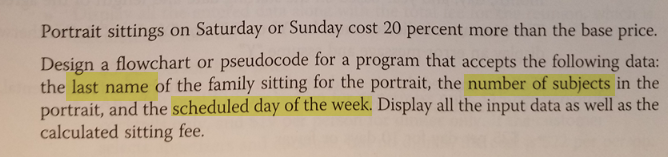 Portrait sittings on Saturday or Sunday cost 20 percent more than the base price.
Design a flowchart or pseudocode for a program that accepts the following data:
the last name of the family sitting for the portrait, the number of subjects in the
portrait, and the scheduled day of the week. Display all the input data as well as the
calculated sitting fee.